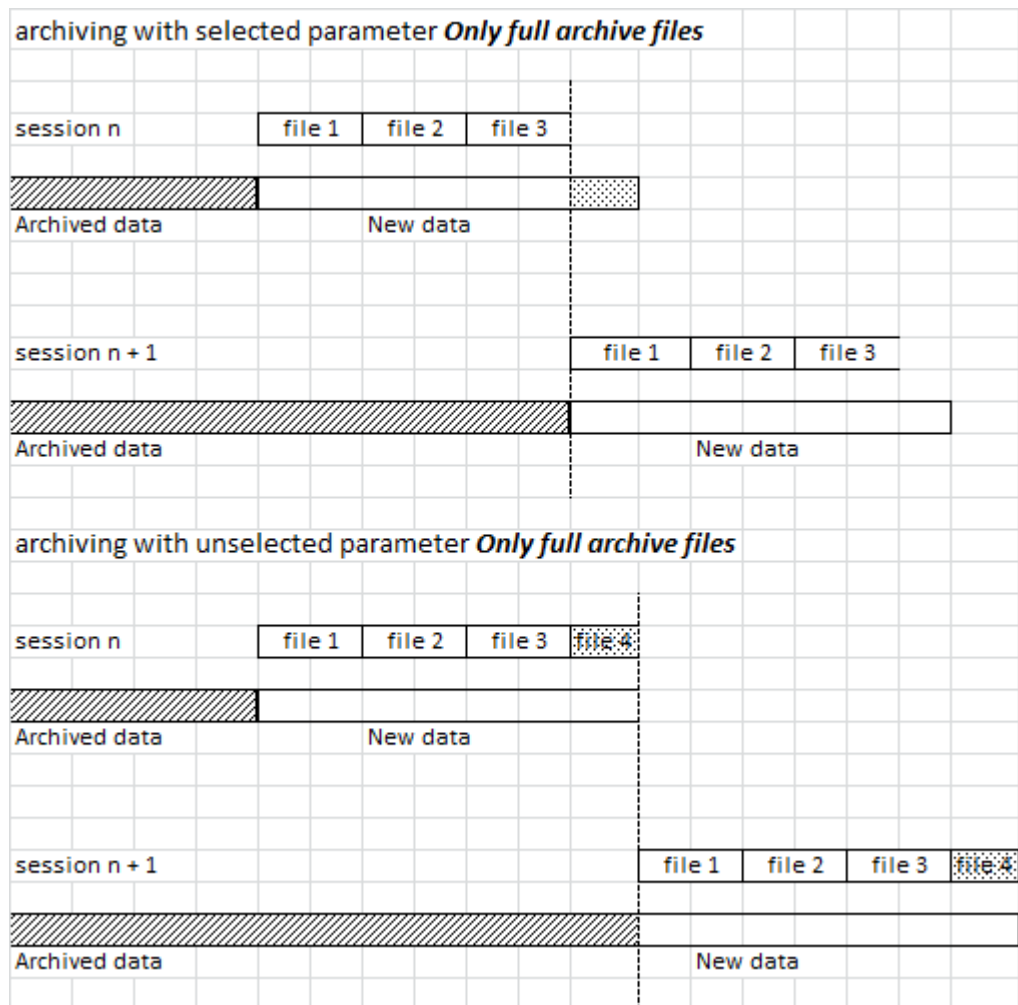 archiving with selected parameter Only full archive files
session n file 1 file 2 file 3
Archived data New data
session n + 1 file 1 file 2 file 3
Archived data New data
archiving with unselected parameter Only full archive files
session n file 1 file 2 file 3 file 4
Archived data New data
session n + 1 file 1 file 2 file 3 file 4
Archived data New data